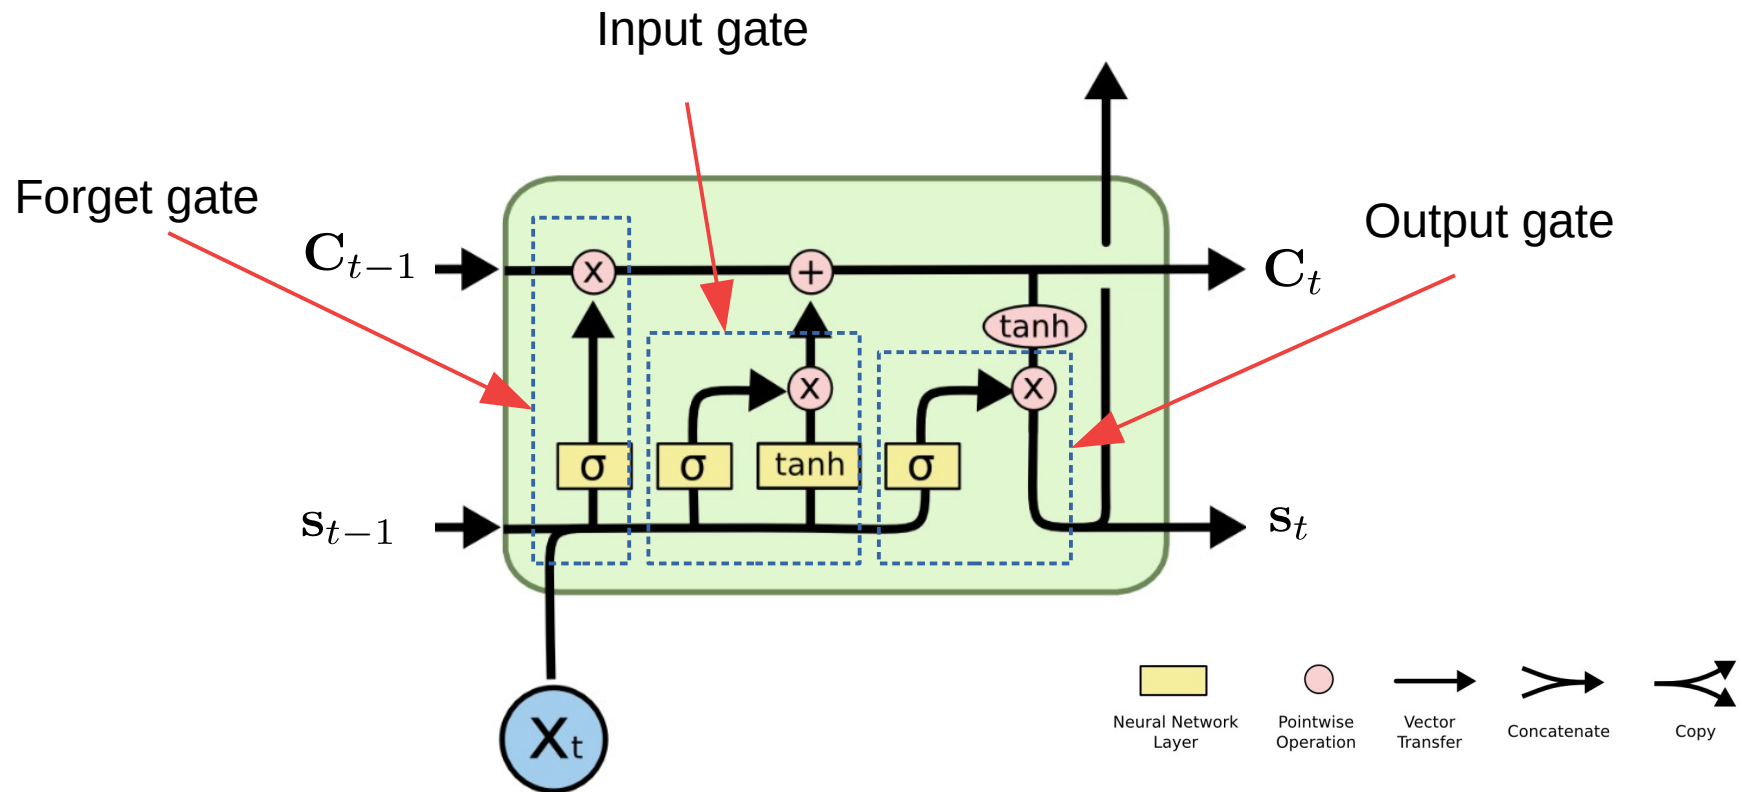 Input gate
Forget gate
Output gate
C_{t−1}
x
+
C_t
tanh
x
x
σ
σ
tanh
σ
s_{t−1}
s_t
x_t
Neural Network
Layer
Pointwise
Operation
Vector
Transfer
Concatenate
Copy